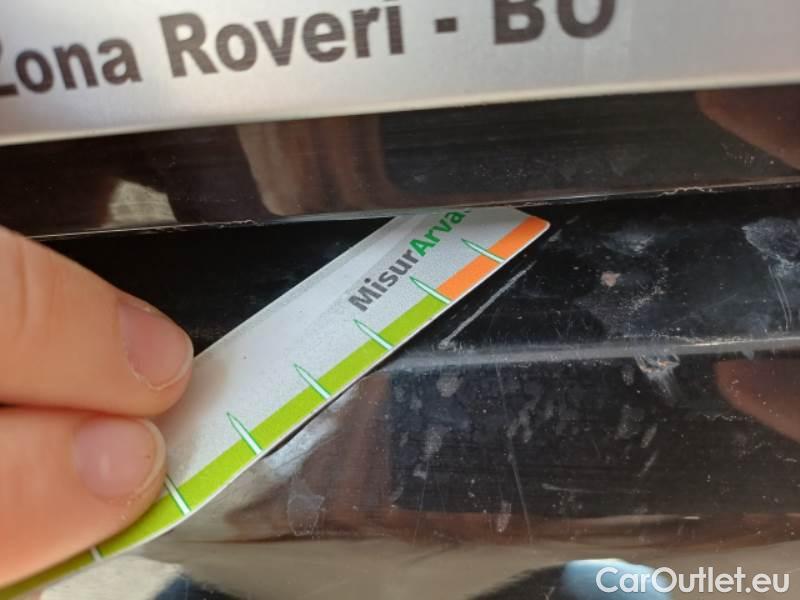 Zona Roveri - BO
MisurArva
CarOutlet.eu